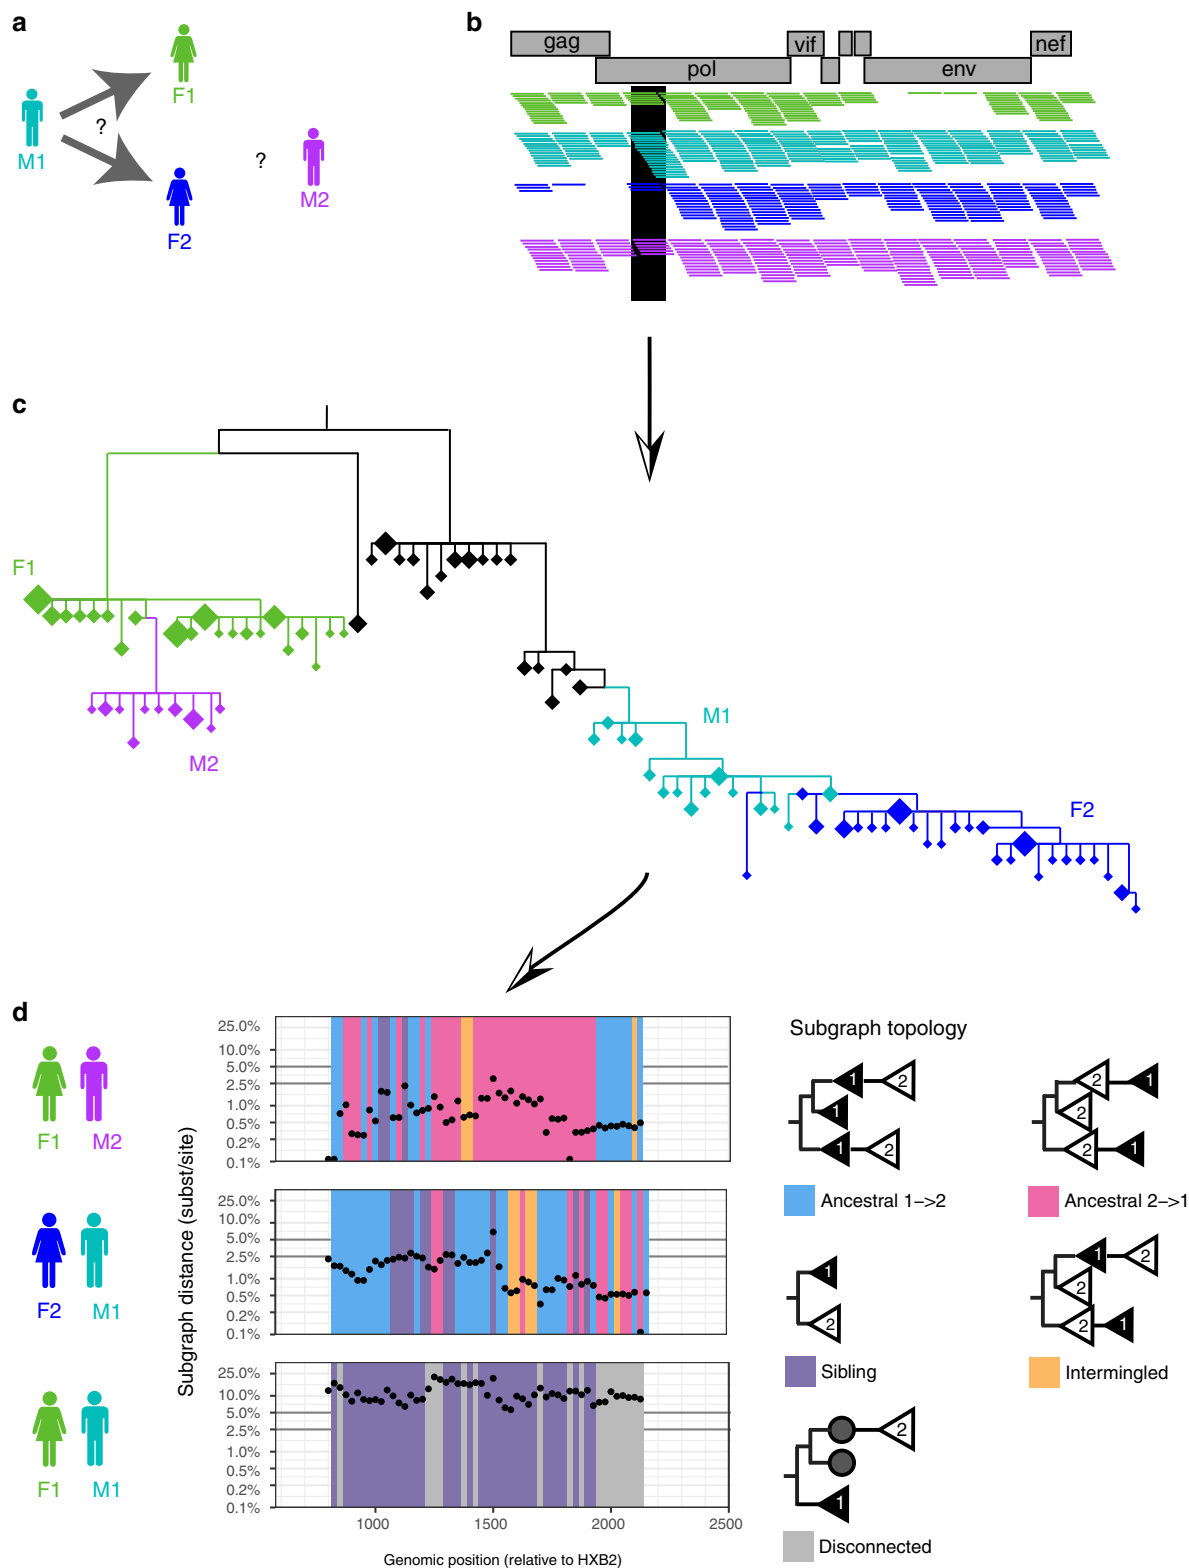 a
F1
M1
?
F2
?
M2
b
gag
vif
nef
pol
env
c
F1
M2
M1
F2
d
Subgraph distance (subst/site)
25.0%
10.0%
5.0%
2.5%
1.0%
0.5%
0.2%
0.1%
F1 M2
25.0%
10.0%
5.0%
2.5%
1.0%
0.5%
0.2%
0.1%
F2 M1
25.0%
10.0%
5.0%
2.5%
1.0%
0.5%
0.2%
0.1%
F1 M1
1000 1500 2000 2500
Genomic position (relative to HXB2)
Subgraph topology
1 2
1
1 2
Ancestral 1–>2
2 1
2
2 1
Ancestral 2–>1
1
2
Sibling
1 2
2
2 1
Intermingled
2
1
Disconnected